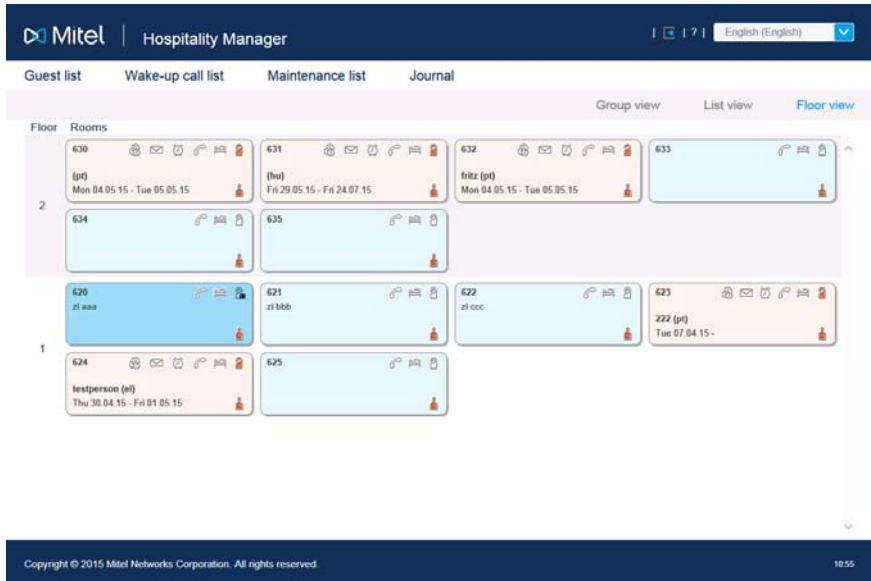 Mitel | Hospitality Manager
| | ? | English (English)
Guest list Wake-up call list Maintenance list Journal
Group view List view Floor view
Floor Rooms
2
630
(pt)
Mon 04.05.15 - Tue 05.05.15
631
(hu)
Fri 29.05.15 - Fri 24.07.15
632
fritz (pt)
Mon 04.05.15 - Tue 05.05.15
633
634
635
1
620
zi aaa
621
zi bbb
622
zi ccc
623
222 (pt)
Tue 07.04.15 -
624
testperson (el)
Thu 30.04.15 - Fri 01.05.15
625
Copyright © 2015 Mitel Networks Corporation. All rights reserved. 10:55